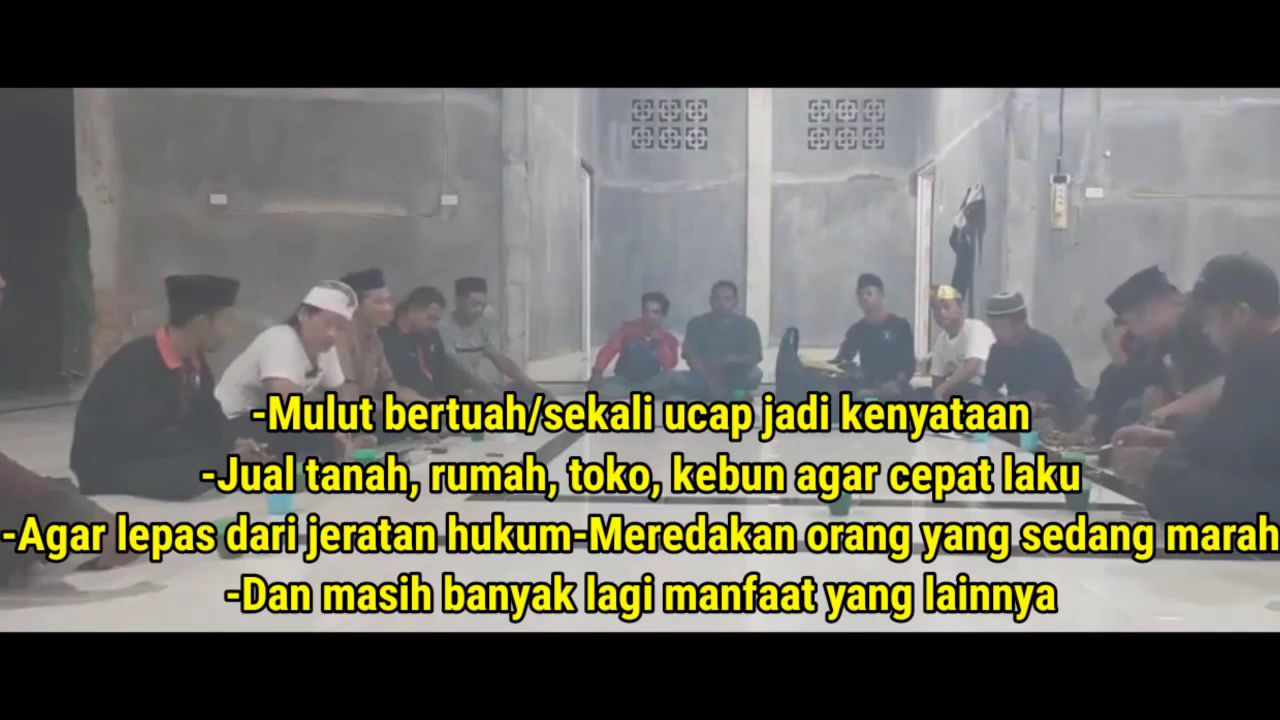 -Mulut bertuah/sekali ucap jadi kenyataan
-Jual tanah, rumah, toko, kebun agar cepat laku
-Agar lepas dari jeratan hukum-Meredakan orang yang sedang marah
-Dan masih banyak lagi manfaat yang lainnya